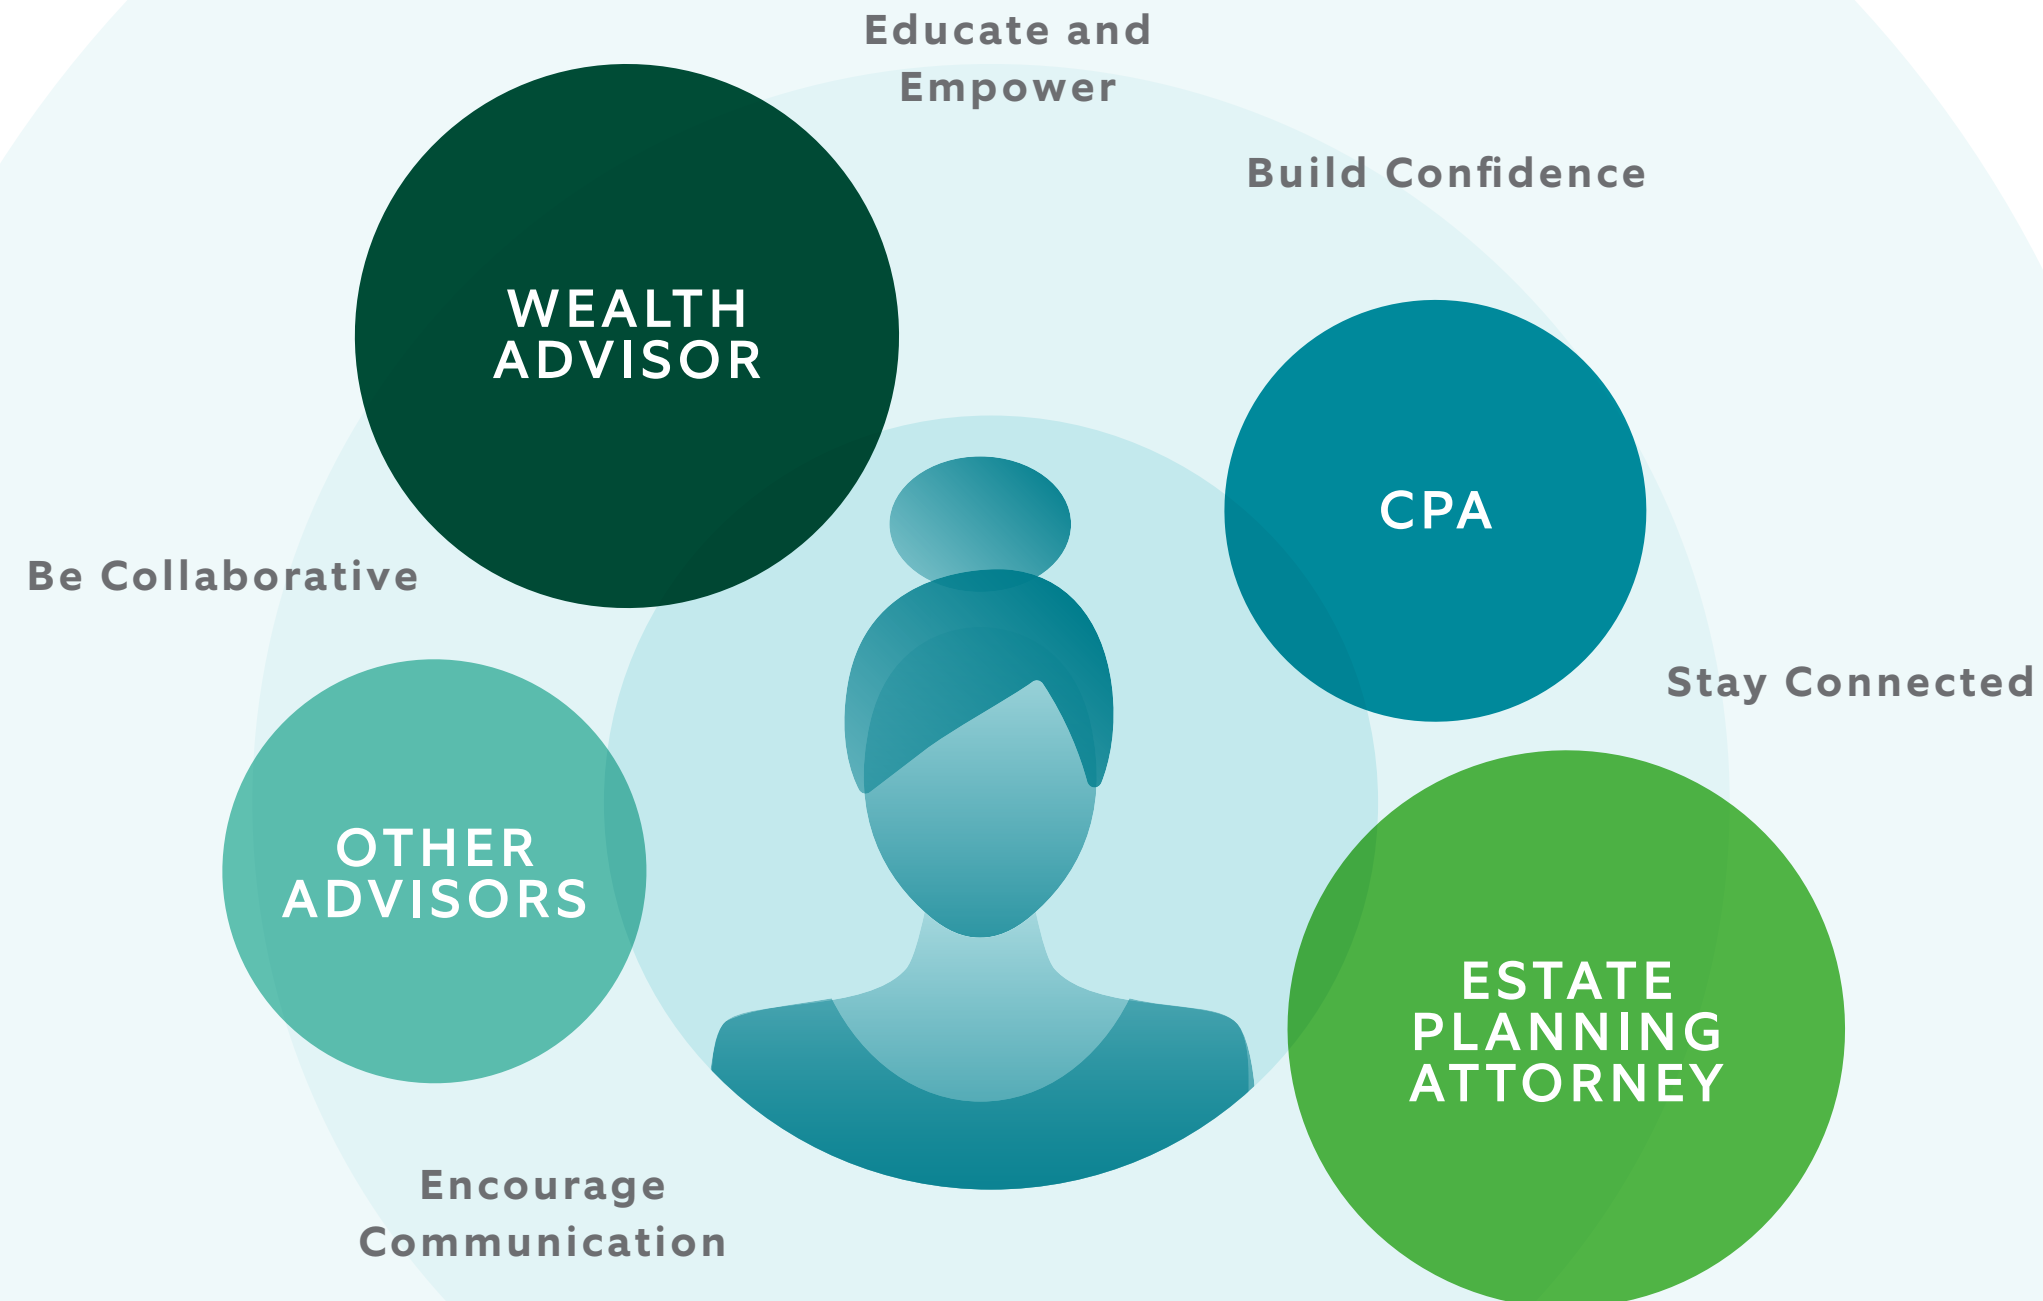 Educate and
Empower
Build Confidence
WEALTH
ADVISOR
CPA
Be Collaborative
Stay Connected
OTHER
ADVISORS
ESTATE
PLANNING
ATTORNEY
Encourage
Communication